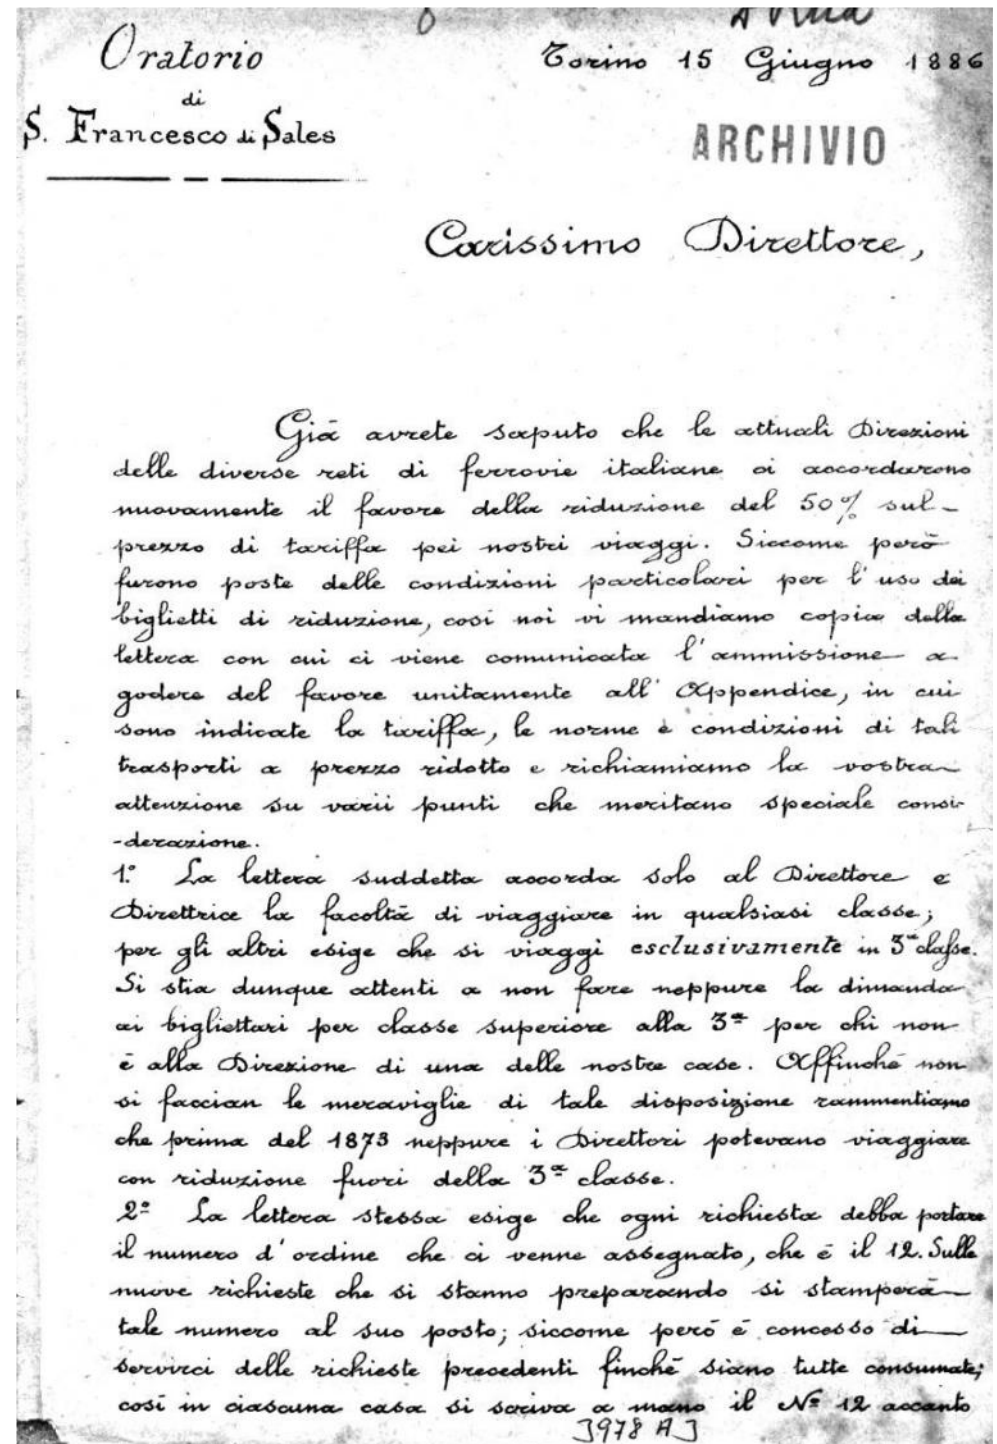 D Rua
Oratorio
di
S. Francesco di Sales
Torino 15 Giugno 1886
ARCHIVIO
Carissimo Direttore,
Già avrete saputo che le attuali Direzioni
delle diverse reti di ferrovie italiane ci accordarono
nuovamente il favore della riduzione del 50% sul
prezzo di tariffa pei nostri viaggi. Siccome però
furono poste delle condizioni particolari per l'uso dei
biglietti di riduzione, così noi vi mandiamo copia della
lettera con cui ci viene comunicata l'ammissione a
godere del favore unitamente all'Appendice, in cui
sono indicate la tariffa, le norme e condizioni di tali
trasporti a prezzo ridotto e richiamiamo la vostra
attenzione su varii punti che meritano speciale consi-
-derazione.
1.° La lettera suddetta accorda solo al Direttore e
Direttrice la facoltà di viaggiare in qualsiasi classe;
per gli altri esige che si viaggi esclusivamente in 3ª classe.
Si stia dunque attenti a non fare neppure la dimanda
ai bigliettari per classe superiore alla 3ª per chi non
è alla Direzione di una delle nostre case. Affinché non
si faccian le meraviglie di tale disposizione rammentiamo
che prima del 1873 neppure i Direttori potevano viaggiare
con riduzione fuori della 3ª classe.
2º La lettera stessa esige che ogni richiesta debba portare
il numero d'ordine che ci venne assegnato, che è il 12. Sulle
nuove richieste che si stanno preparando si stamperà
tale numero al suo posto; siccome però è concesso di
servirci delle richieste precedenti finché siano tutte consumate;
così in ciascuna casa si scriva a mano il Nº 12 accanto
3978 A